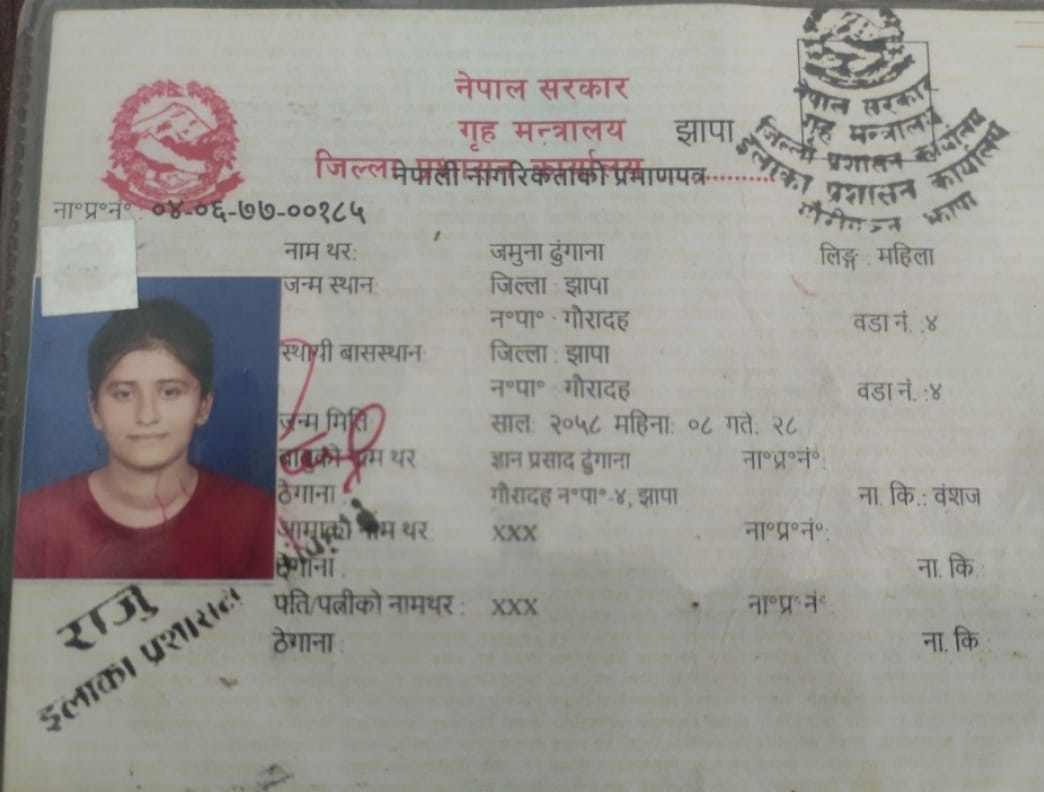 नेपाल सरकार
गृह मन्त्रालय झापा
जिल्ला प्रशासन कार्यालय
नेपाली नागरिकताको प्रमाणपत्र
नेपाल सरकार
गृह मन्त्रालय
जिल्ला प्रशासन कार्यालय
इलाका प्रशासन कार्यालय
झापा
ना॰प्र॰नं॰: ०४-०६-७७-००१८५
नाम थर: जमुना ढुंगाना लिङ्ग : महिला
जन्म स्थान जिल्ला : झापा
न॰पा॰ - गौरादह वडा नं. :४
स्थायी बासस्थान जिल्ला : झापा
न॰पा॰ गौरादह वडा नं. :४
जन्म मिति साल: २०५८ महिना: ०८ गते: २८
बाबुको नाम थर ज्ञान प्रसाद ढुंगाना ना॰प्र॰नं॰:
ठेगाना : गौरादह न॰पा॰-४, झापा ना. कि.: वंशज
आमाको नाम थर XXX ना॰प्र॰नं॰:
ठेगाना : ना. कि
पति/पत्नीको नामथर : XXX ना॰प्र॰नं॰
ठेगाना : ना. कि :
राजु
इलाका प्रशासन